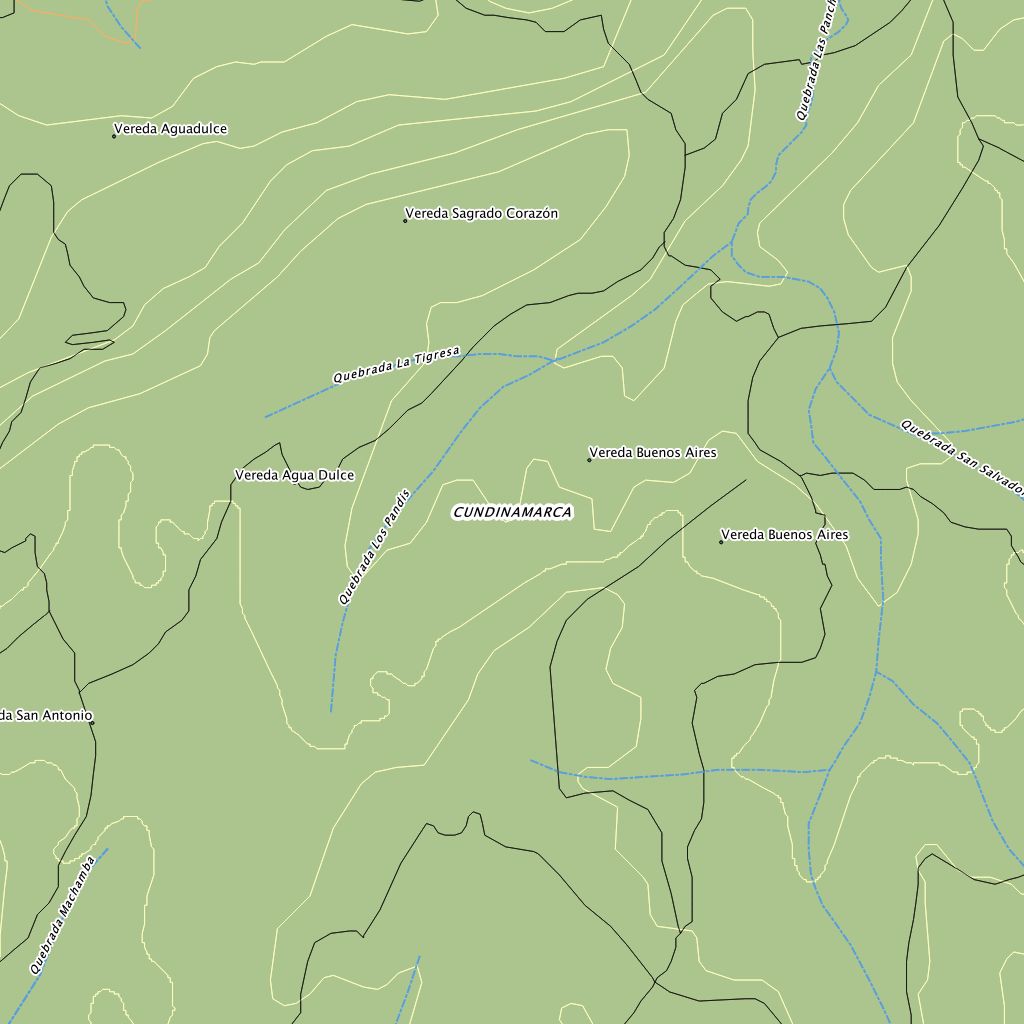 Quebrada Las Panch
Vereda Aguadulce
Vereda Sagrado Corazón
Quebrada La Tigresa
Quebrada San Salvado
Vereda Buenos Aires
Vereda Agua Dulce
CUNDINAMARCA
Quebrada Los Pandis
Vereda Buenos Aires
da San Antonio
Quebrada Machamba